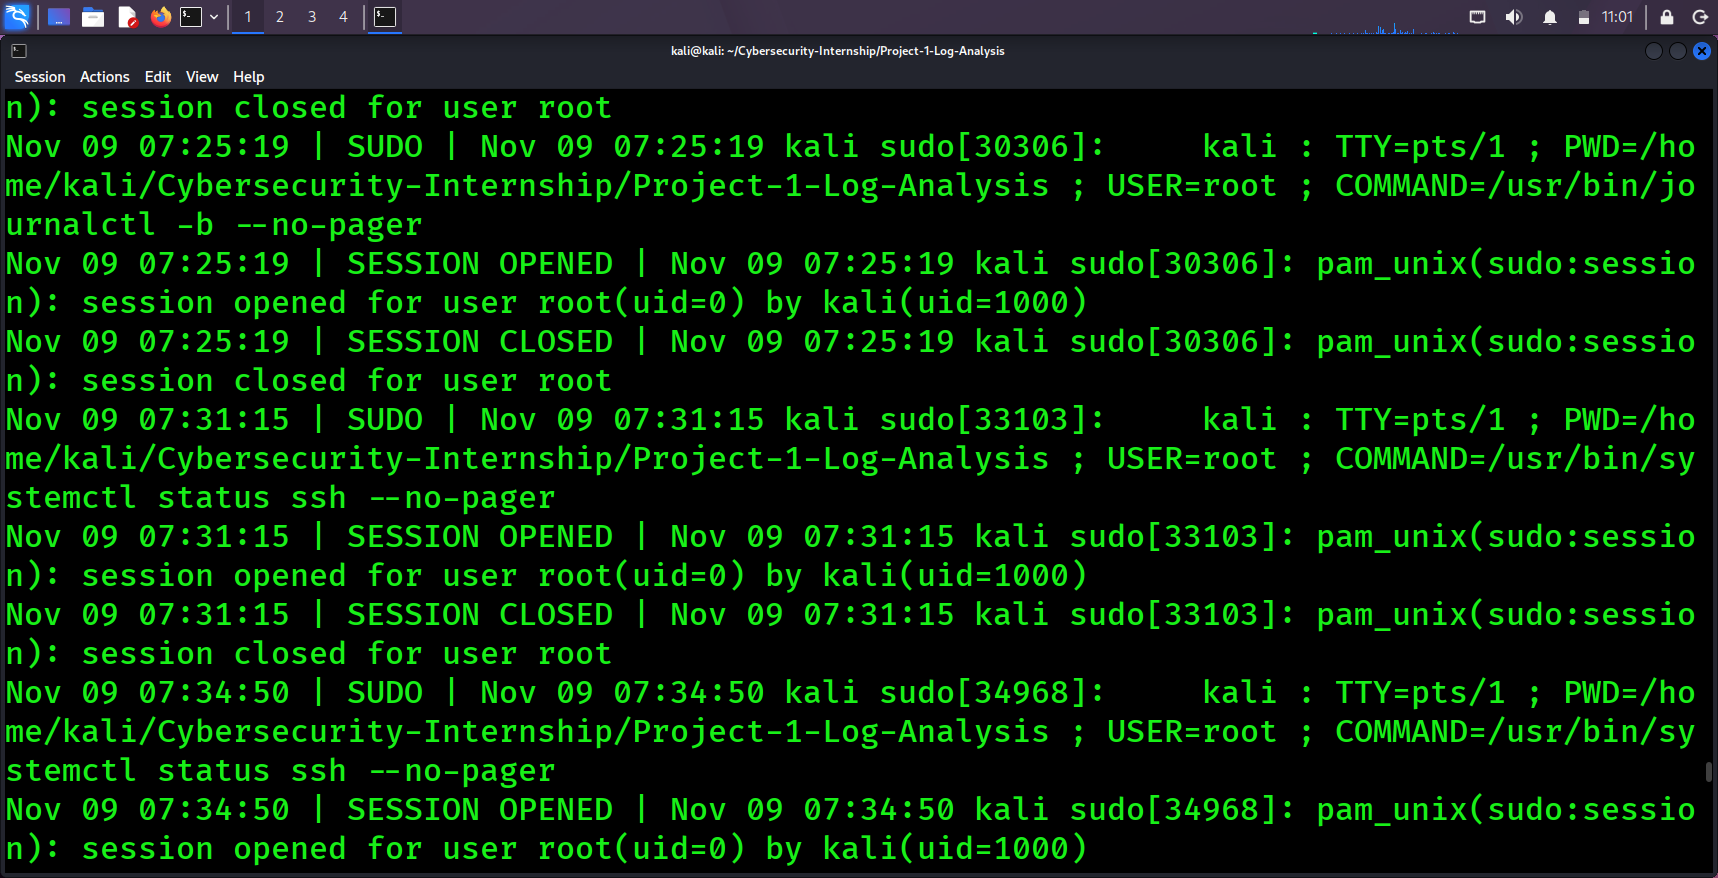 1 2 3 4 11:01
kali@kali: ~/Cybersecurity-Internship/Project-1-Log-Analysis
Session Actions Edit View Help
n): session closed for user root
Nov 09 07:25:19 | SUDO | Nov 09 07:25:19 kali sudo[30306]:     kali : TTY=pts/1 ; PWD=/ho
me/kali/Cybersecurity-Internship/Project-1-Log-Analysis ; USER=root ; COMMAND=/usr/bin/jo
urnalctl -b --no-pager
Nov 09 07:25:19 | SESSION OPENED | Nov 09 07:25:19 kali sudo[30306]: pam_unix(sudo:sessio
n): session opened for user root(uid=0) by kali(uid=1000)
Nov 09 07:25:19 | SESSION CLOSED | Nov 09 07:25:19 kali sudo[30306]: pam_unix(sudo:sessio
n): session closed for user root
Nov 09 07:31:15 | SUDO | Nov 09 07:31:15 kali sudo[33103]:     kali : TTY=pts/1 ; PWD=/ho
me/kali/Cybersecurity-Internship/Project-1-Log-Analysis ; USER=root ; COMMAND=/usr/bin/sy
stemctl status ssh --no-pager
Nov 09 07:31:15 | SESSION OPENED | Nov 09 07:31:15 kali sudo[33103]: pam_unix(sudo:sessio
n): session opened for user root(uid=0) by kali(uid=1000)
Nov 09 07:31:15 | SESSION CLOSED | Nov 09 07:31:15 kali sudo[33103]: pam_unix(sudo:sessio
n): session closed for user root
Nov 09 07:34:50 | SUDO | Nov 09 07:34:50 kali sudo[34968]:     kali : TTY=pts/1 ; PWD=/ho
me/kali/Cybersecurity-Internship/Project-1-Log-Analysis ; USER=root ; COMMAND=/usr/bin/sy
stemctl status ssh --no-pager
Nov 09 07:34:50 | SESSION OPENED | Nov 09 07:34:50 kali sudo[34968]: pam_unix(sudo:sessio
n): session opened for user root(uid=0) by kali(uid=1000)